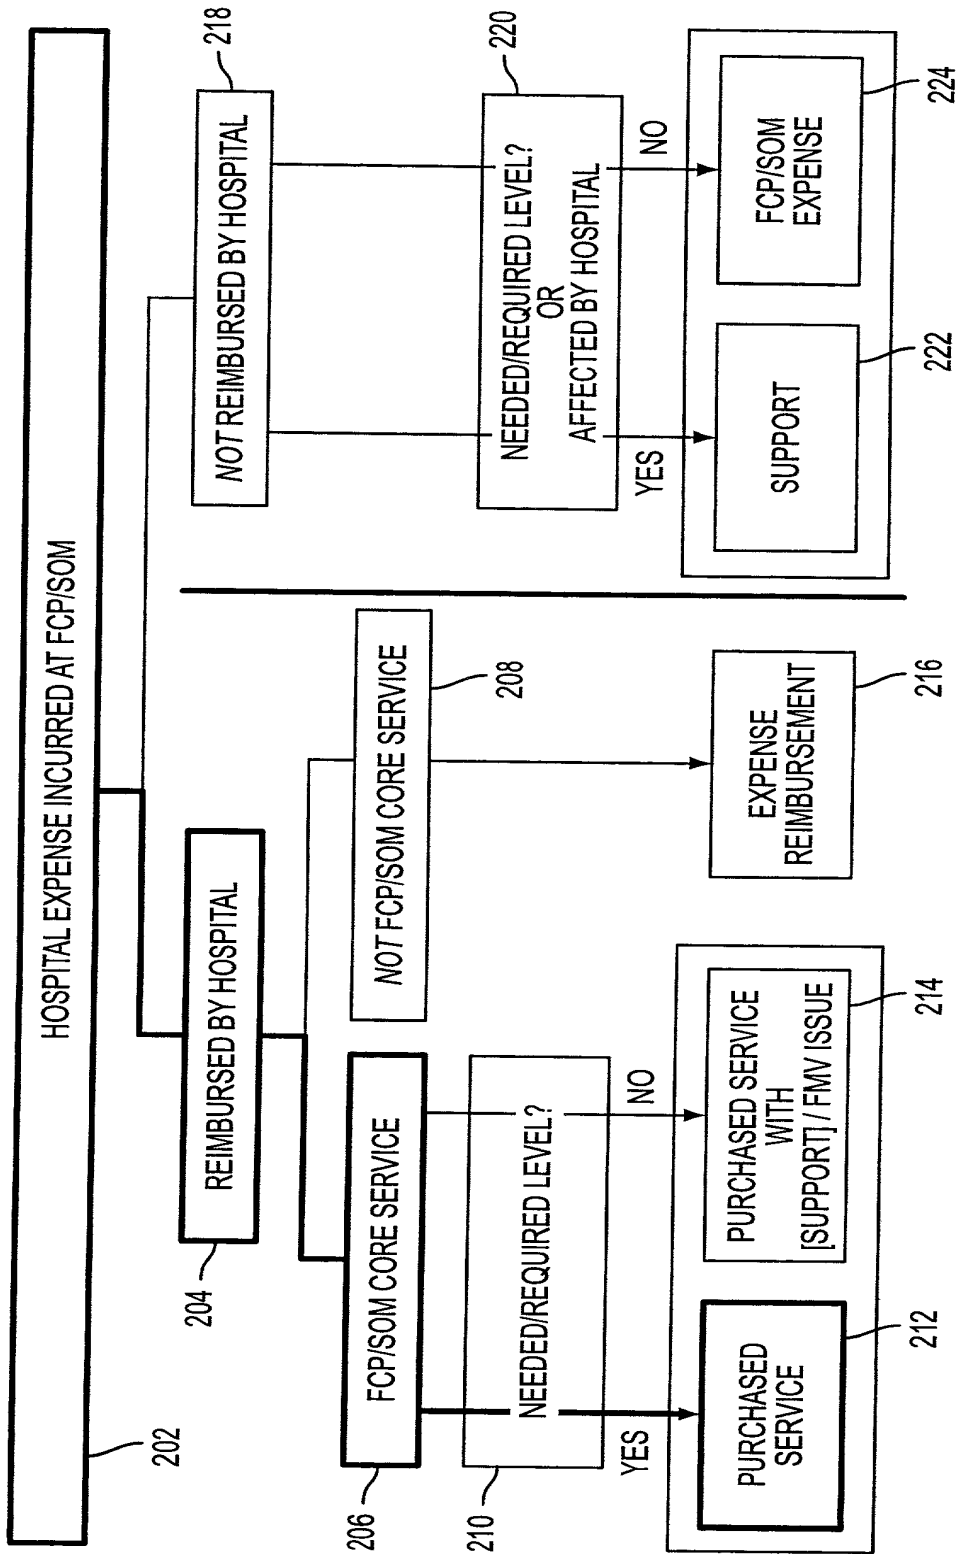 HOSPITAL EXPENSE INCURRED AT FCP/SOM
202
REIMBURSED BY HOSPITAL
204
NOT REIMBURSED BY HOSPITAL
218
FCP/SOM CORE SERVICE
206
NOT FCP/SOM CORE SERVICE
208
NEEDED/REQUIRED LEVEL?
210
NEEDED/REQUIRED LEVEL?
OR
AFFECTED BY HOSPITAL
220
YES
NO
YES
NO
PURCHASED
SERVICE
212
PURCHASED SERVICE
WITH
[SUPPORT] / FMV ISSUE
214
EXPENSE
REIMBURSEMENT
216
SUPPORT
222
FCP/SOM
EXPENSE
224